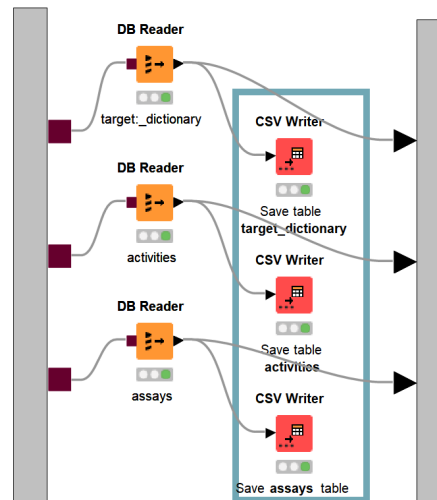 DB Reader
target:_dictionary
CSV Writer
Save table
target_dictionary
DB Reader
activities
CSV Writer
Save table
activities
DB Reader
assays
CSV Writer
Save assays table